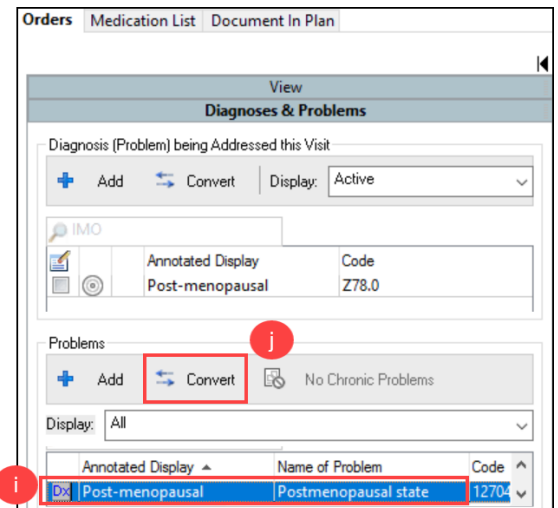 Orders Medication List Document In Plan
View
Diagnoses & Problems
Diagnosis (Problem) being Addressed this Visit
Add Convert Display: Active
IMO
Annotated Display Code
Post-menopausal Z78.0
j
Problems
Add Convert No Chronic Problems
Display: All
Annotated Display Name of Problem Code
i Dx Post-menopausal Postmenopausal state 12704